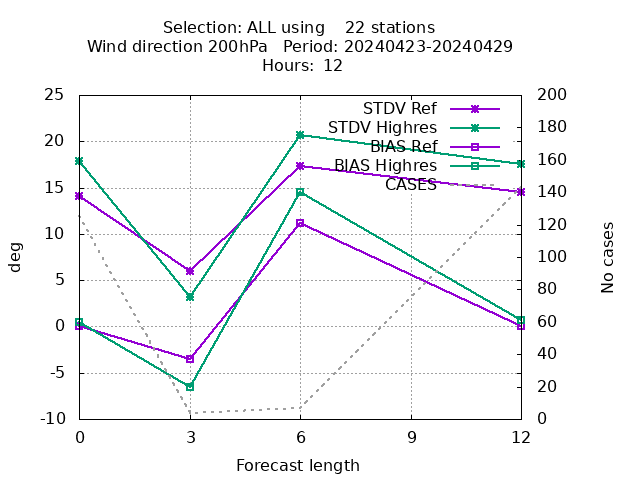 Selection: ALL using    22 stations
Wind direction 200hPa   Period: 20240423-20240429
Hours:  12
STDV Ref
STDV Highres
BIAS Ref
BIAS Highres
CASES
25
20
15
10
5
0
-5
-10
deg
200
180
160
140
120
100
80
60
40
20
0
No cases
0 3 6 9 12
Forecast length